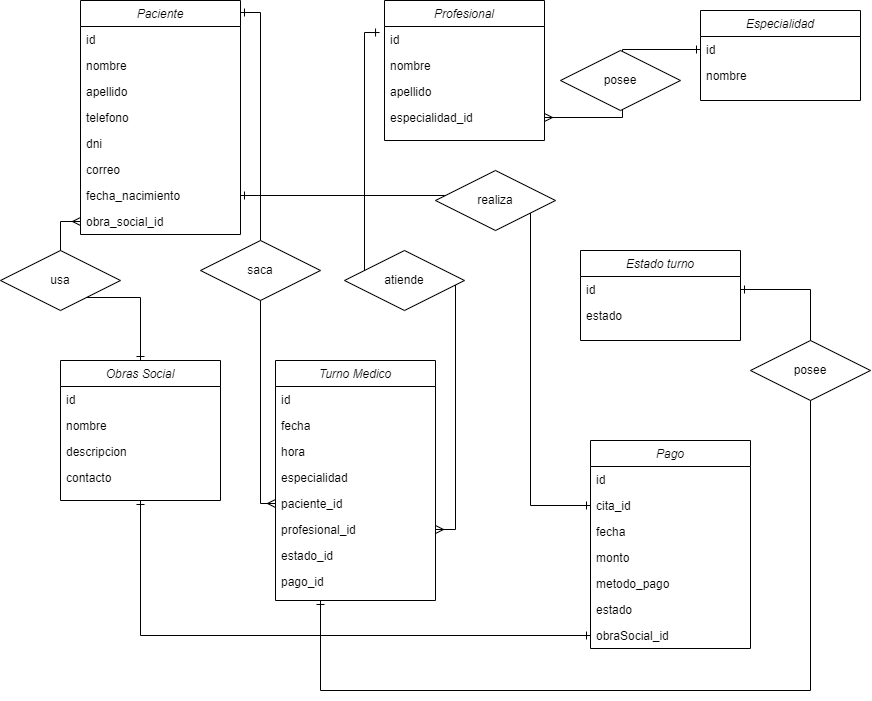 Paciente
id
nombre
apellido
telefono
dni
correo
fecha_nacimiento
obra_social_id
Profesional
id
nombre
apellido
especialidad_id
posee
Especialidad
id
nombre
realiza
usa
saca
atiende
Estado turno
id
estado
posee
Obras Social
id
nombre
descripcion
contacto
Turno Medico
id
fecha
hora
especialidad
paciente_id
profesional_id
estado_id
pago_id
Pago
id
cita_id
fecha
monto
metodo_pago
estado
obraSocial_id